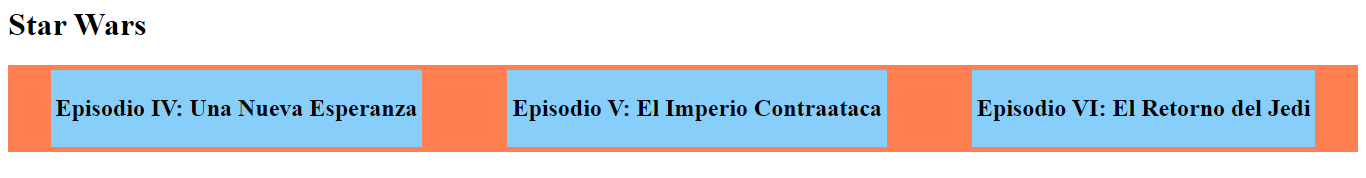 Star Wars
Episodio IV: Una Nueva Esperanza
Episodio V: El Imperio Contraataca
Episodio VI: El Retorno del Jedi